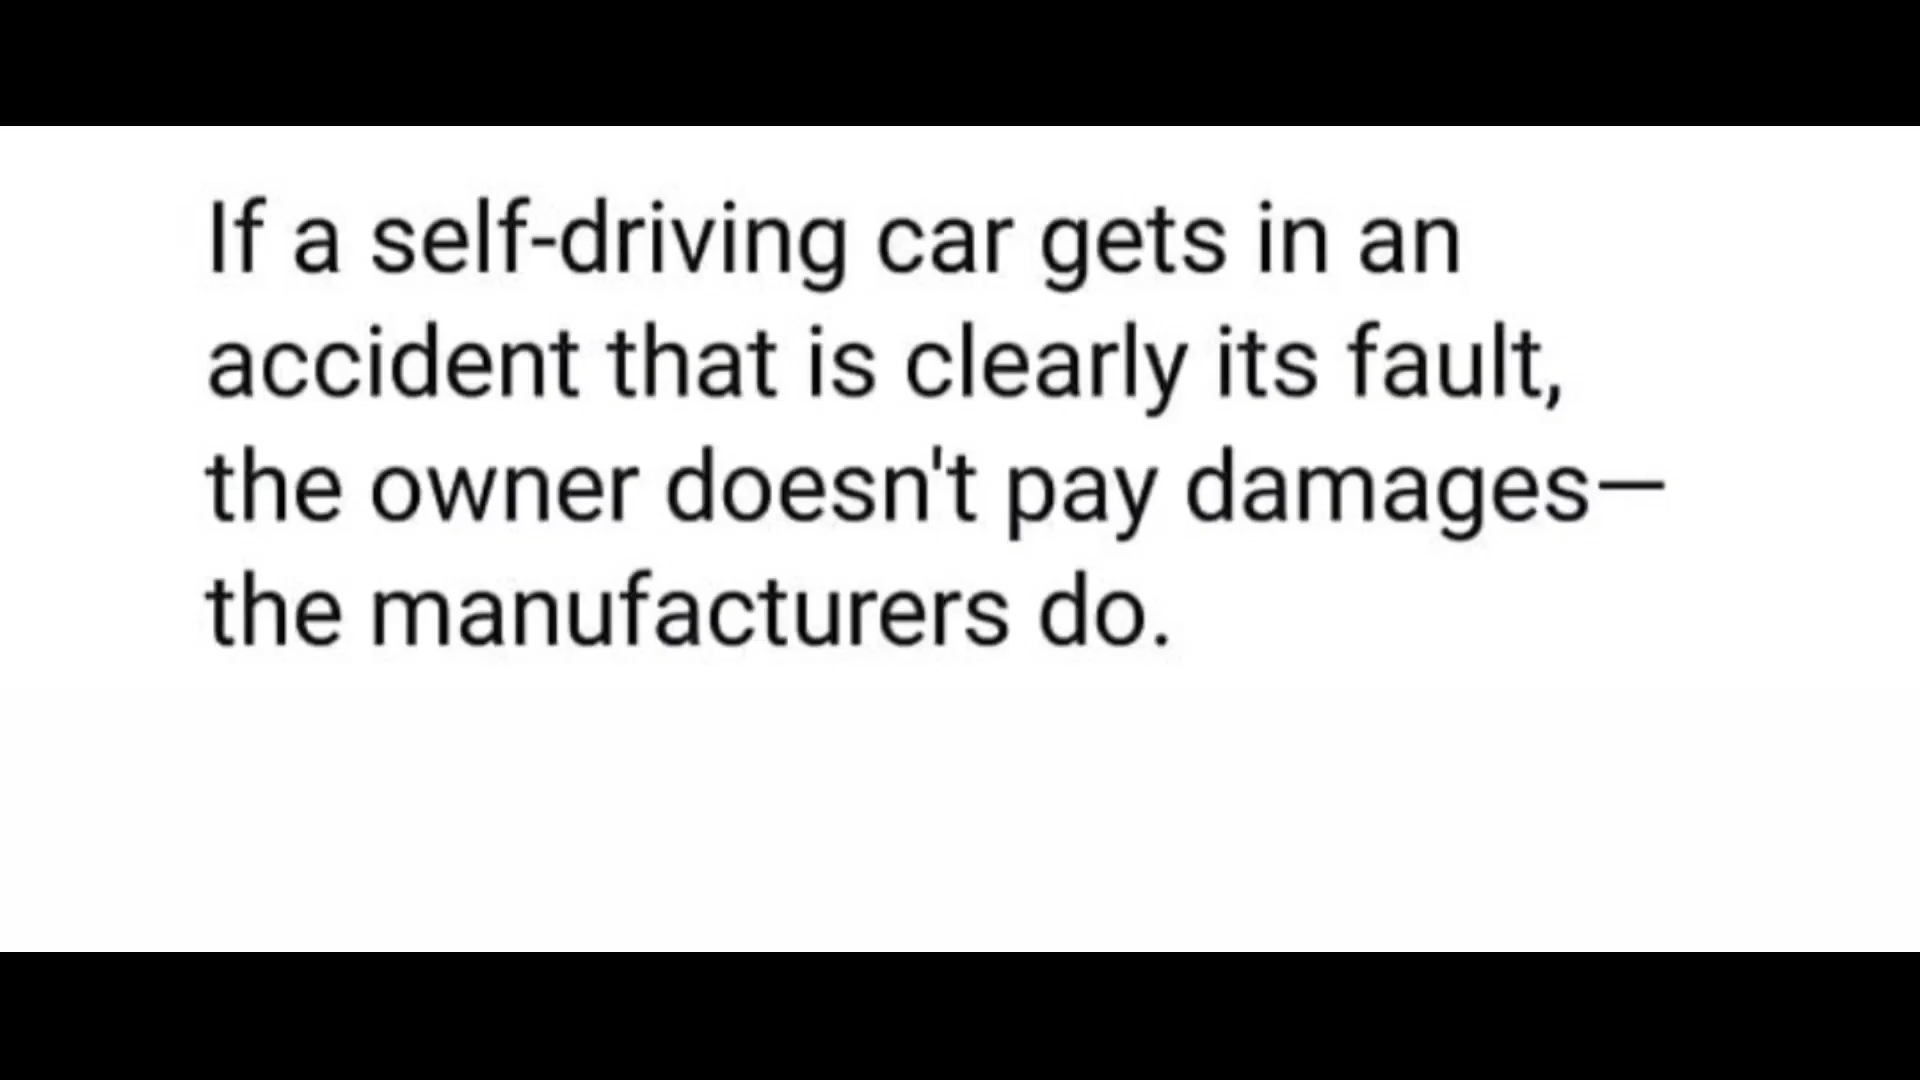 If a self-driving car gets in an
accident that is clearly its fault,
the owner doesn't pay damages—
the manufacturers do.